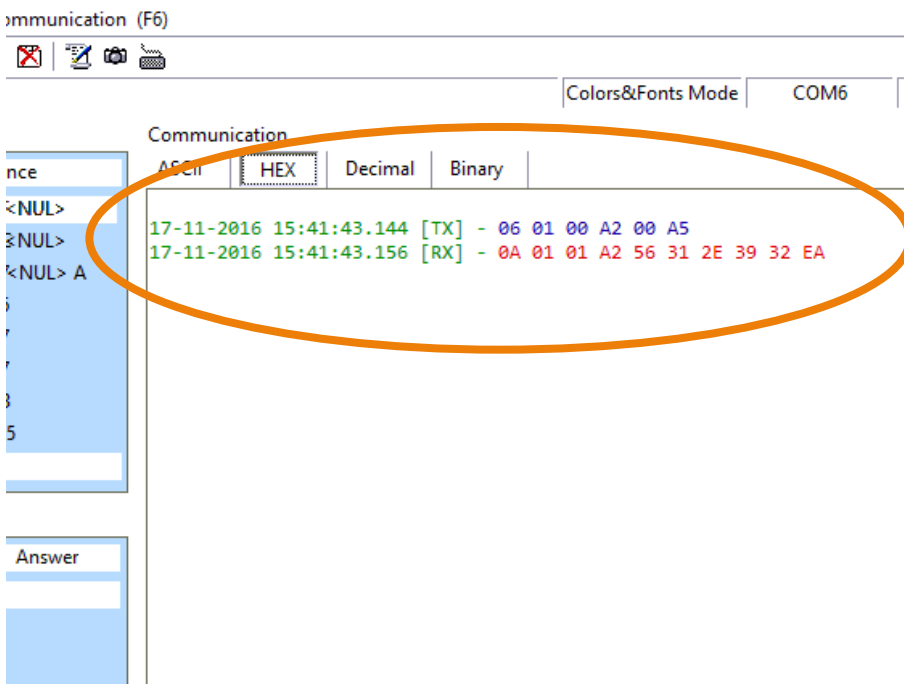 ommunication (F6)
Colors&Fonts Mode COM6
Communication
ASCII HEX Decimal Binary
17-11-2016 15:41:43.144 [TX] - 06 01 00 A2 00 A5
17-11-2016 15:41:43.156 [RX] - 0A 01 01 A2 56 31 2E 39 32 EA
nce
<NUL>
<NUL>
<NUL> A
5
Answer